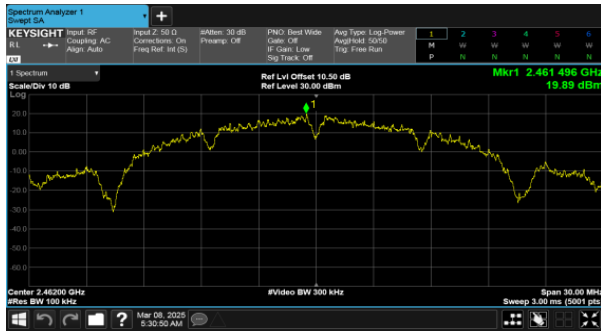 Spectrum Analyzer 1
Swept SA
+
KEYSIGHT Input: RF Input Z: 50 Ω #Atten: 30 dB PNO: Best Wide Avg Type: Log-Power 1 2 3 4 5 6
RL Coupling: AC Corrections: On Preamp: Off Gate: Off Avg|Hold: 50/50 M W W W W W
Align: Auto Freq Ref: Int (S) IF Gain: Low Trig: Free Run P N N N N N
Sig Track: Off
LXI
1 Spectrum Ref Lvl Offset 10.50 dB Mkr1 2.461 496 GHz
Scale/Div 10 dB Ref Level 30.00 dBm 19.89 dBm
Log
1
20.0
10.0
0.00
-10.0
-20.0
-30.0
-40.0
-50.0
-60.0
Center 2.46200 GHz #Video BW 300 kHz Span 30.00 MHz
#Res BW 100 kHz Sweep 3.00 ms (5001 pts)
? Mar 08, 2025
5:30:50 AM